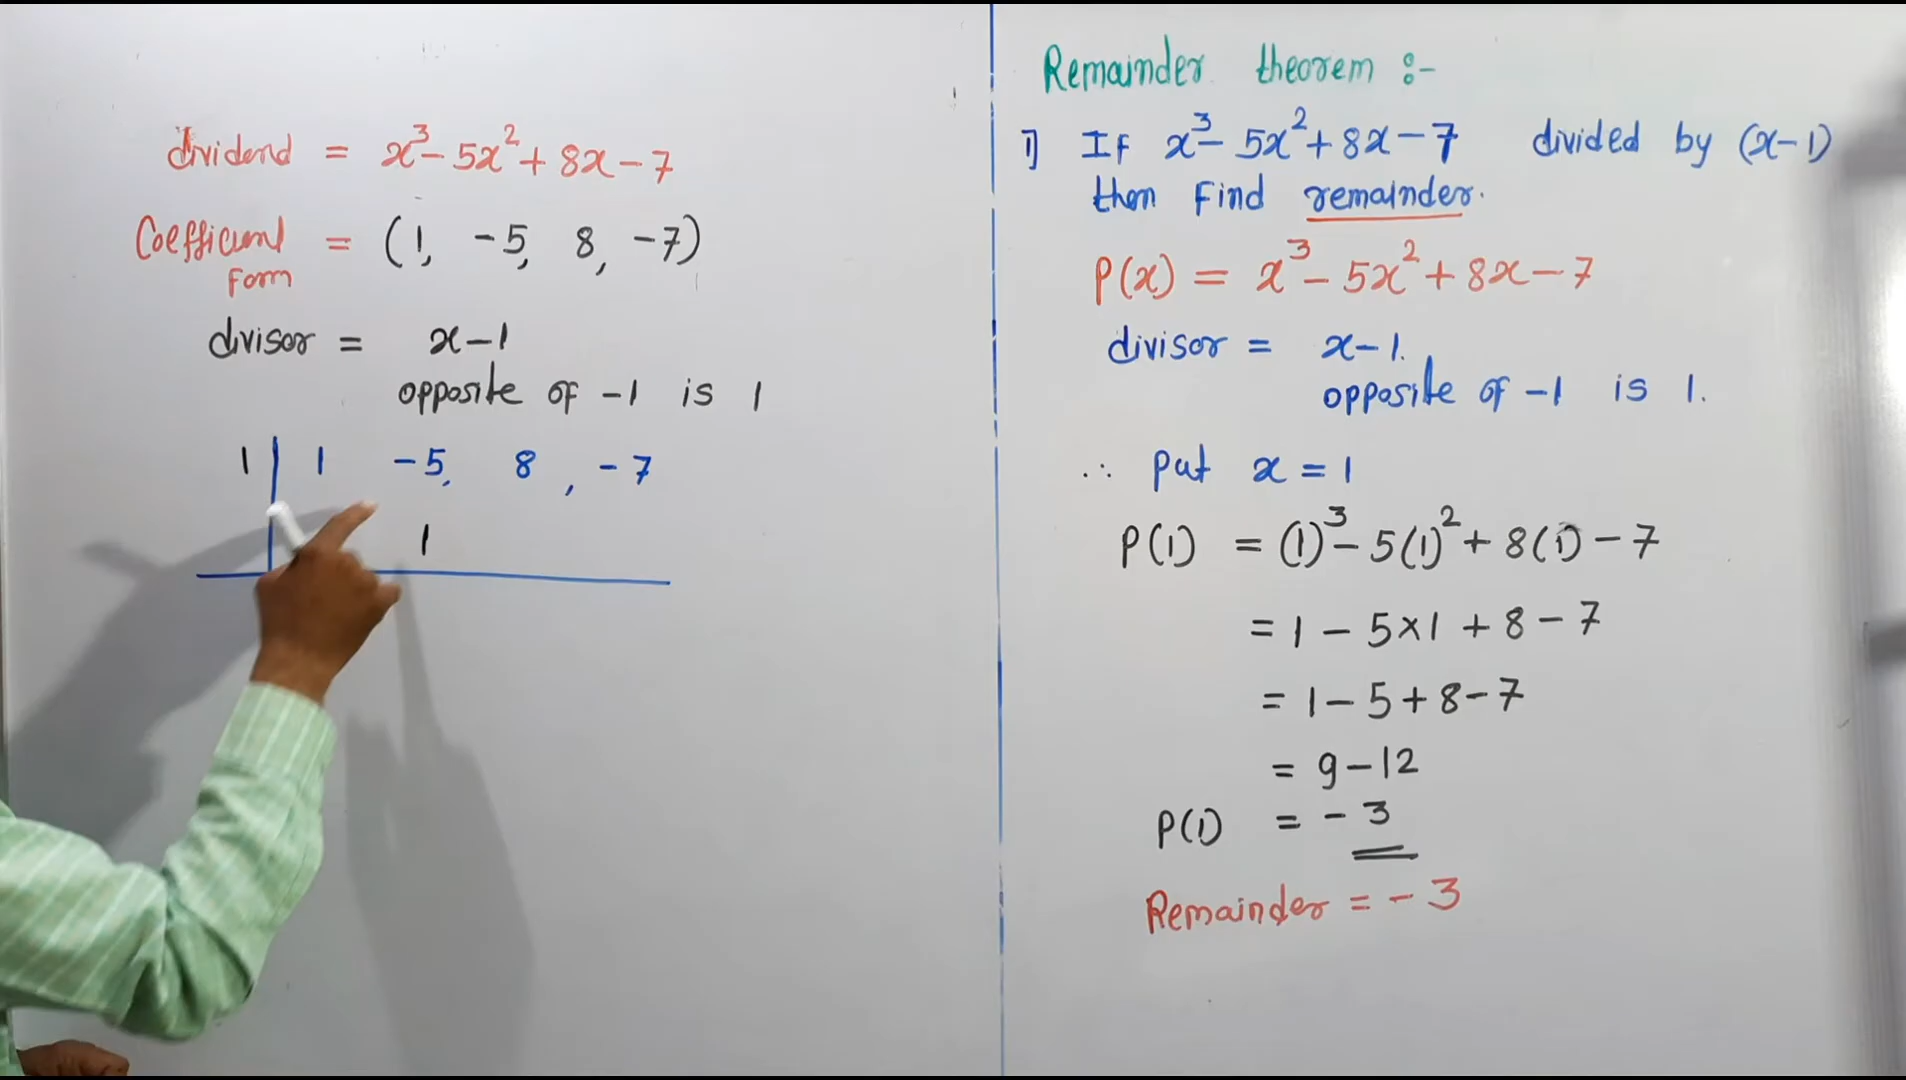 dividend = x³ - 5x² + 8x - 7
Coefficient = (1, -5, 8, -7)
Form
divisor = x-1
opposite of -1 is 1
1 | 1 -5, 8 , -7
1
Remainder theorem :-
1] If x³ - 5x² + 8x - 7 divided by (x-1)
then Find remainder.
P(x) = x³ - 5x² + 8x - 7
divisor = x-1.
opposite of -1 is 1.
∴ put x = 1
P(1) = (1)³ - 5(1)² + 8(1) - 7
= 1 - 5×1 + 8 - 7
= 1 - 5 + 8 - 7
= 9 - 12
P(1) = - 3
Remainder = - 3